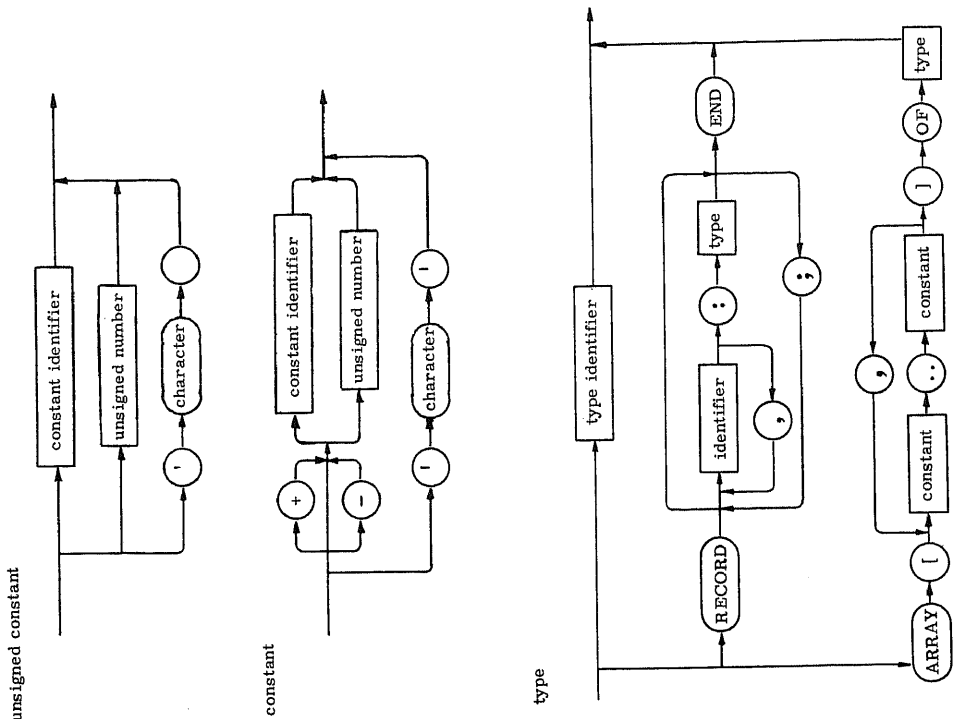 unsigned constant
constant identifier
unsigned number
' character
constant
+
-
constant identifier
unsigned number
' character '
type
type identifier
RECORD identifier : type END
,
;
ARRAY [ constant .. constant ] OF type
,